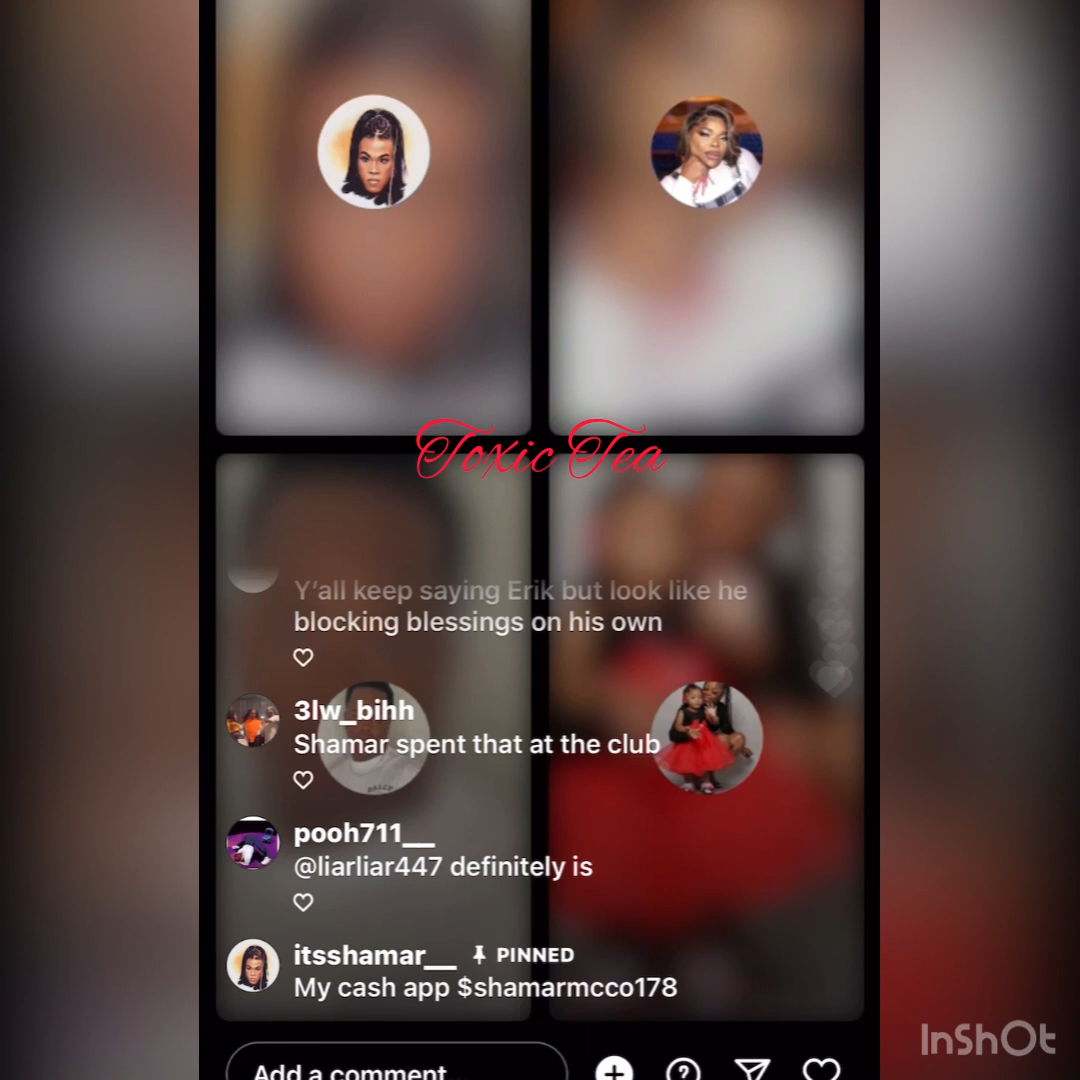 Toxic Tea
Y'all keep saying Erik but look like he
blocking blessings on his own
3lw_bihh
Shamar spent that at the club
BALLY
pooh711__
@liarliar447 definitely is
itsshamar__ PINNED
My cash app $shamarmcco178
Add a comment...
InShOt